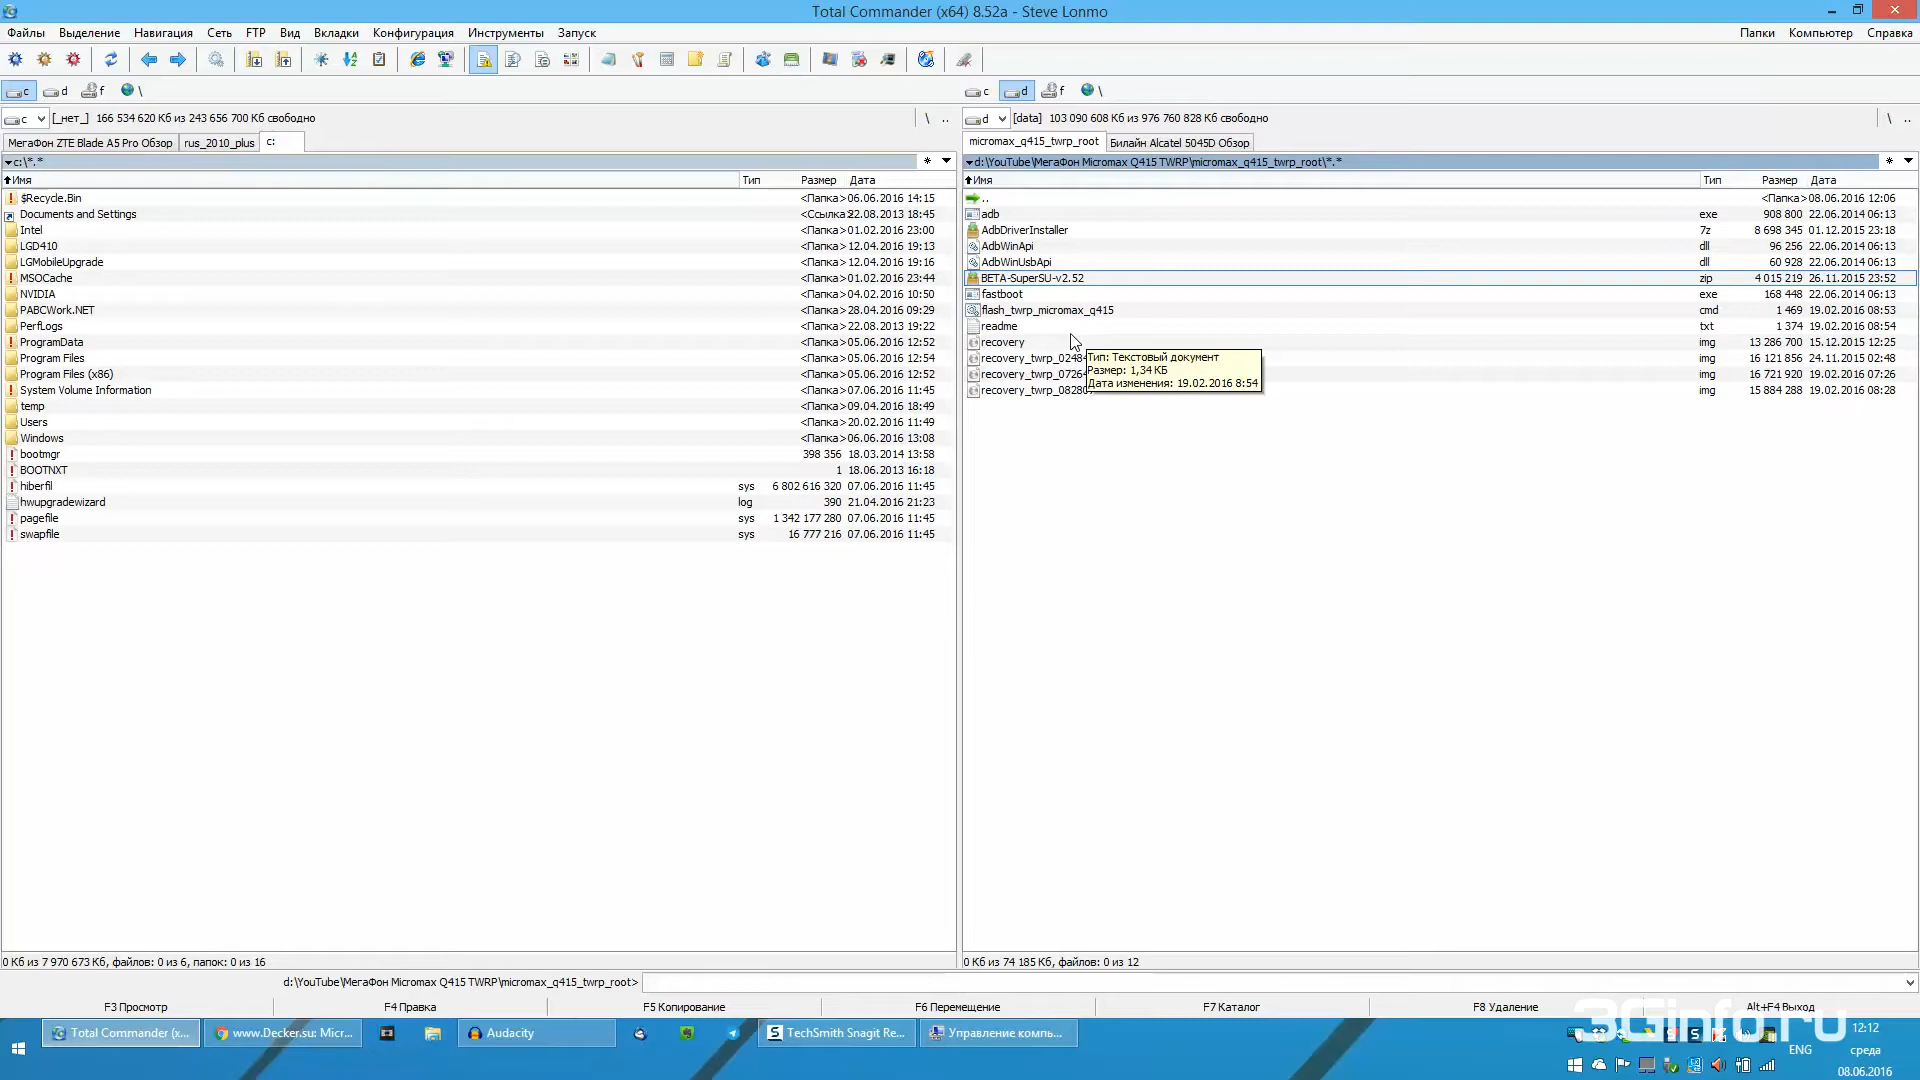 Total Commander (x64) 8.52a - Steve Lonmo
Файлы Выделение Навигация Сеть FTP Вид Вкладки Конфигурация Инструменты Запуск Папки Компьютер Справка
c d f \ c d f \
c [_нет_] 166 534 620 Кб из 243 656 700 Кб свободно \ .. d [data] 103 090 608 Кб из 976 760 828 Кб свободно \ ..
МегаФон ZTE Blade A5 Pro Обзор rus_2010_plus c: micromax_q415_twrp_root Билайн Alcatel 5045D Обзор
c:\*.* * d:\YouTube\МегаФон Micromax Q415 TWRP\micromax_q415_twrp_root\*.* *
Имя Тип Размер Дата Имя Тип Размер Дата
$Recycle.Bin <Папка> 06.06.2016 14:15 .. <Папка> 08.06.2016 12:06
Documents and Settings <Ссылка> 22.08.2013 18:45 adb exe 908 800 22.06.2014 06:13
Intel <Папка> 01.02.2016 23:00 AdbDriverInstaller 7z 8 698 345 01.12.2015 23:18
LGD410 <Папка> 12.04.2016 19:13 AdbWinApi dll 96 256 22.06.2014 06:13
LGMobileUpgrade <Папка> 12.04.2016 19:16 AdbWinUsbApi dll 60 928 22.06.2014 06:13
MSOCache <Папка> 01.02.2016 23:44 BETA-SuperSU-v2.52 zip 4 015 219 26.11.2015 23:52
NVIDIA <Папка> 04.02.2016 10:50 fastboot exe 168 448 22.06.2014 06:13
PABCWork.NET <Папка> 28.04.2016 09:29 flash_twrp_micromax_q415 cmd 1 469 19.02.2016 08:53
PerfLogs <Папка> 22.08.2013 19:22 readme txt 1 374 19.02.2016 08:54
ProgramData <Папка> 05.06.2016 12:52 recovery img 13 286 700 15.12.2015 12:25
Program Files <Папка> 05.06.2016 12:54 recovery_twrp_0248 img 16 121 856 24.11.2015 02:48
Program Files (x86) <Папка> 05.06.2016 12:52 recovery_twrp_0726 img 16 721 920 19.02.2016 07:26
System Volume Information <Папка> 07.06.2016 11:45 recovery_twrp_0828 img 15 884 288 19.02.2016 08:28
Тип: Текстовый документ
Размер: 1,34 КБ
Дата изменения: 19.02.2016 8:54
temp <Папка> 09.04.2016 18:49
Users <Папка> 20.02.2016 11:49
Windows <Папка> 06.06.2016 13:08
bootmgr 398 356 18.03.2014 13:58
BOOTNXT 1 18.06.2013 16:18
hiberfil sys 6 802 616 320 07.06.2016 11:45
hwupgradewizard log 390 21.04.2016 21:23
pagefile sys 1 342 177 280 07.06.2016 11:45
swapfile sys 16 777 216 07.06.2016 11:45
0 Кб из 7 970 673 Кб, файлов: 0 из 6, папок: 0 из 16 0 Кб из 74 185 Кб, файлов: 0 из 12
d:\YouTube\МегаФон Micromax Q415 TWRP\micromax_q415_twrp_root>
F3 Просмотр F4 Правка F5 Копирование F6 Перемещение F7 Каталог F8 Удаление Alt+F4 Выход
3Ginfo.ru
Total Commander (x... www.Decker.su: Micr... Audacity TechSmith Snagit Re... Управление компь... 12:12
ENG среда
08.06.2016